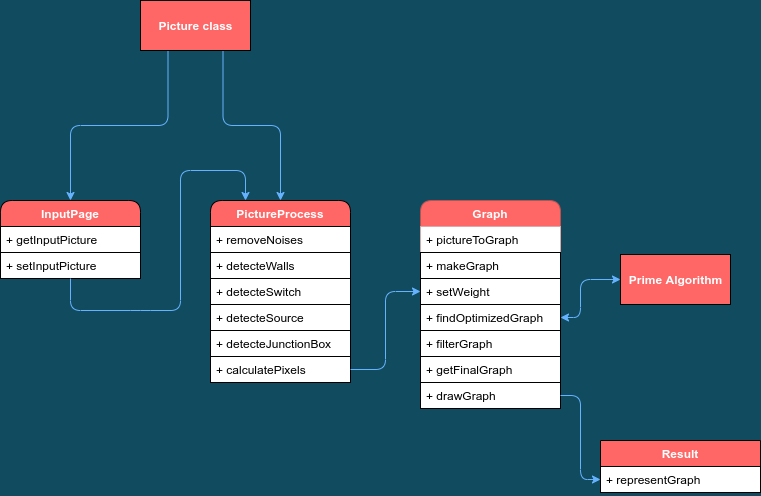 Picture class
InputPage
+ getInputPicture
+ setInputPicture
PictureProcess
+ removeNoises
+ detecteWalls
+ detecteSwitch
+ detecteSource
+ detecteJunctionBox
+ calculatePixels
Graph
+ pictureToGraph
+ makeGraph
+ setWeight
+ findOptimizedGraph
+ filterGraph
+ getFinalGraph
+ drawGraph
Prime Algorithm
Result
+ representGraph